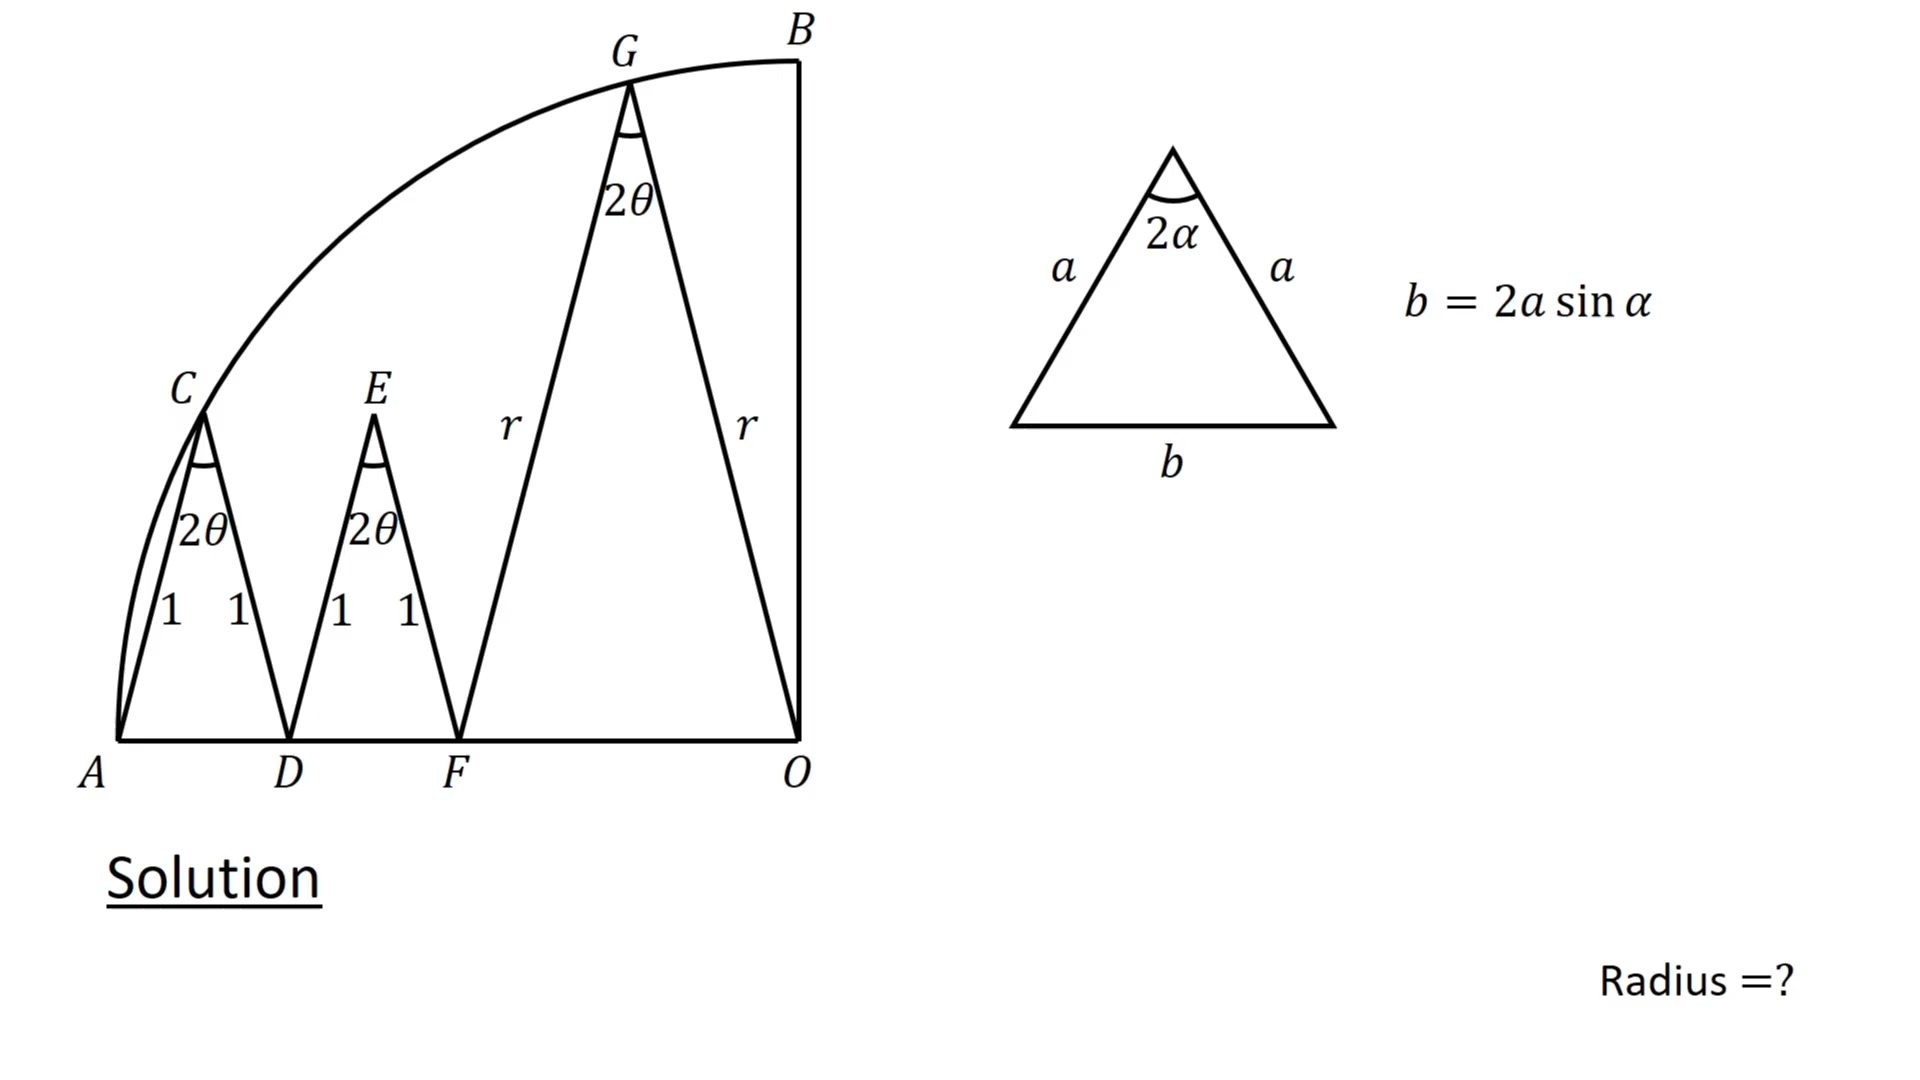 B
G
2θ
2α
a
a
b = 2a sin α
C
E
r
r
b
2θ
2θ
1
1
1
1
A
D
F
O
Solution
Radius =?